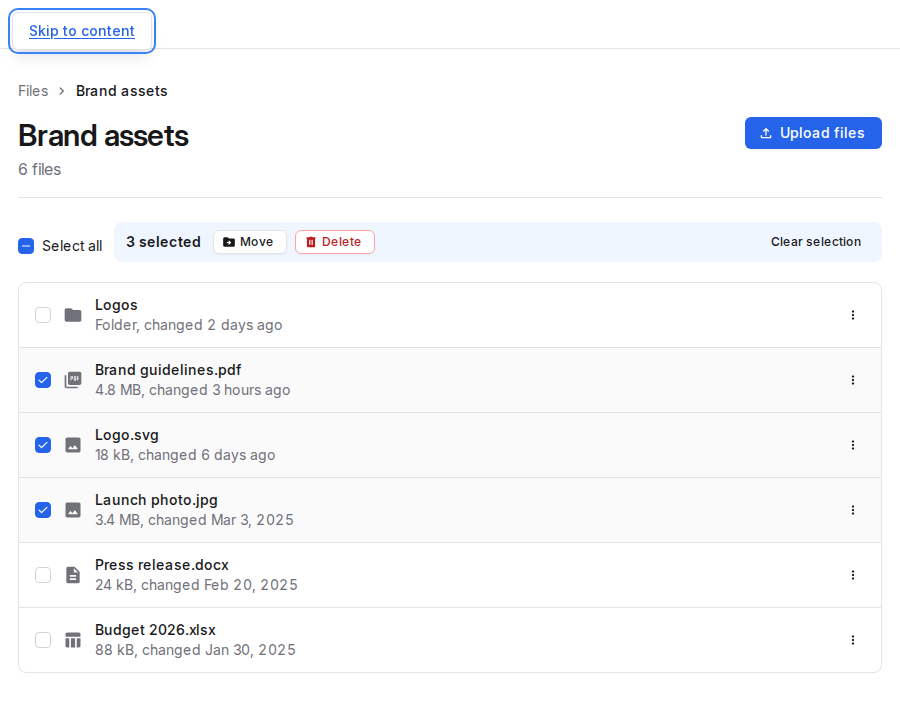 Skip to content
Files > Brand assets
Brand assets
Upload files
6 files
Select all
3 selected
Move
Delete
Clear selection
Logos
Folder, changed 2 days ago
Brand guidelines.pdf
4.8 MB, changed 3 hours ago
Logo.svg
18 kB, changed 6 days ago
Launch photo.jpg
3.4 MB, changed Mar 3, 2025
Press release.docx
24 kB, changed Feb 20, 2025
Budget 2026.xlsx
88 kB, changed Jan 30, 2025